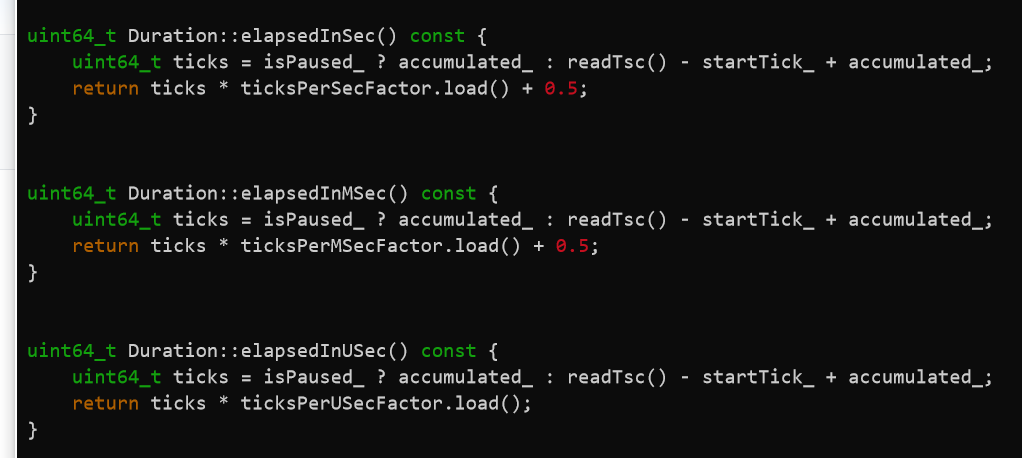 uint64_t Duration::elapsedInSec() const {
    uint64_t ticks = isPaused_ ? accumulated_ : readTsc() - startTick_ + accumulated_;
    return ticks * ticksPerSecFactor.load() + 0.5;
}
uint64_t Duration::elapsedInMSec() const {
    uint64_t ticks = isPaused_ ? accumulated_ : readTsc() - startTick_ + accumulated_;
    return ticks * ticksPerMSecFactor.load() + 0.5;
}
uint64_t Duration::elapsedInUSec() const {
    uint64_t ticks = isPaused_ ? accumulated_ : readTsc() - startTick_ + accumulated_;
    return ticks * ticksPerUSecFactor.load();
}